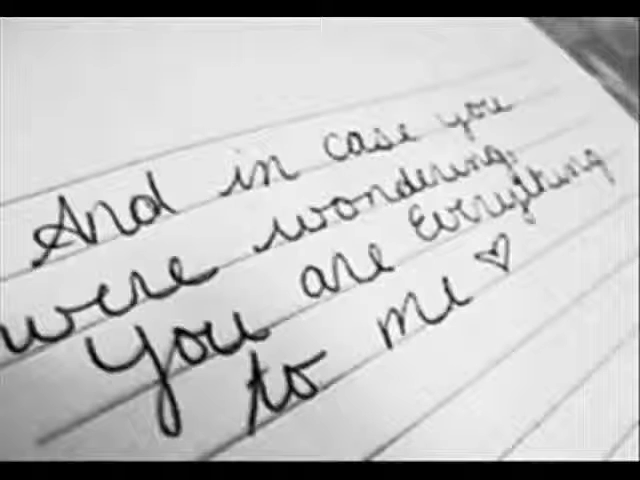 And in case you
were wondering,
you are Everything
to me ♡